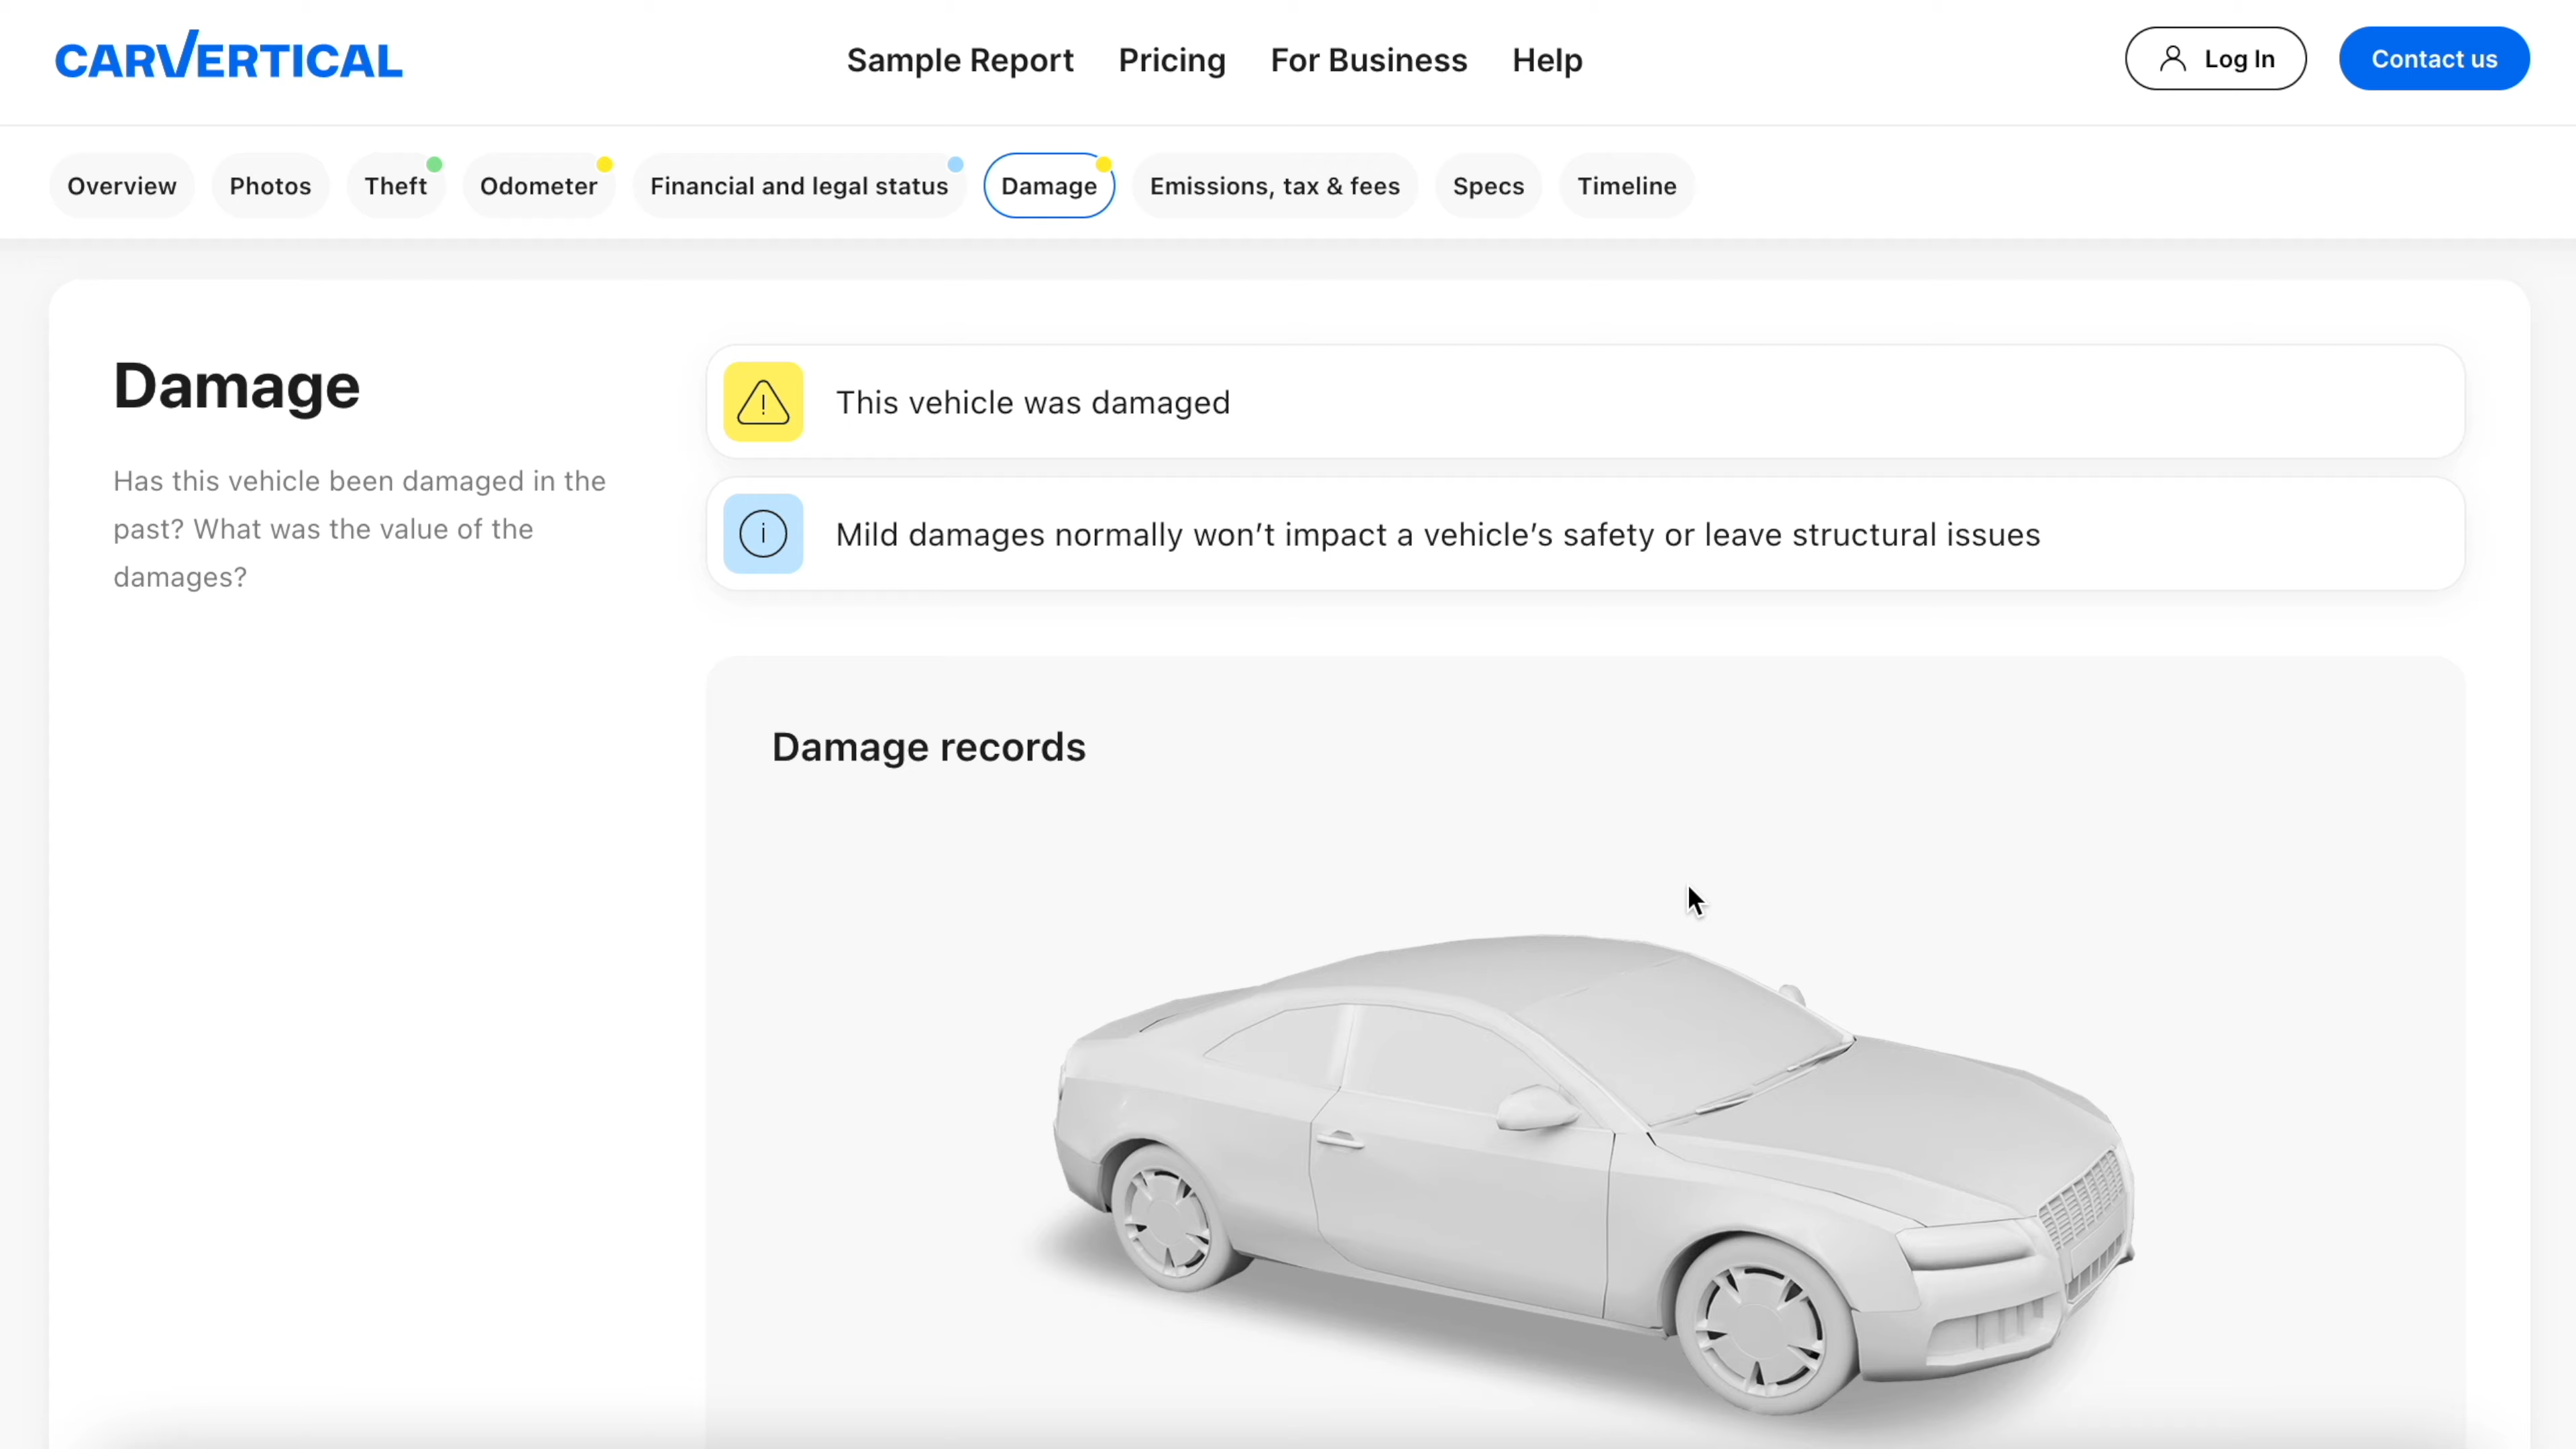 CARVERTICAL
Sample Report
Pricing
For Business
Help
Log In
Contact us
Overview
Photos
Theft
Odometer
Financial and legal status
Damage
Emissions, tax & fees
Specs
Timeline
Damage
Has this vehicle been damaged in the
past? What was the value of the
damages?
This vehicle was damaged
Mild damages normally won’t impact a vehicle’s safety or leave structural issues
Damage records